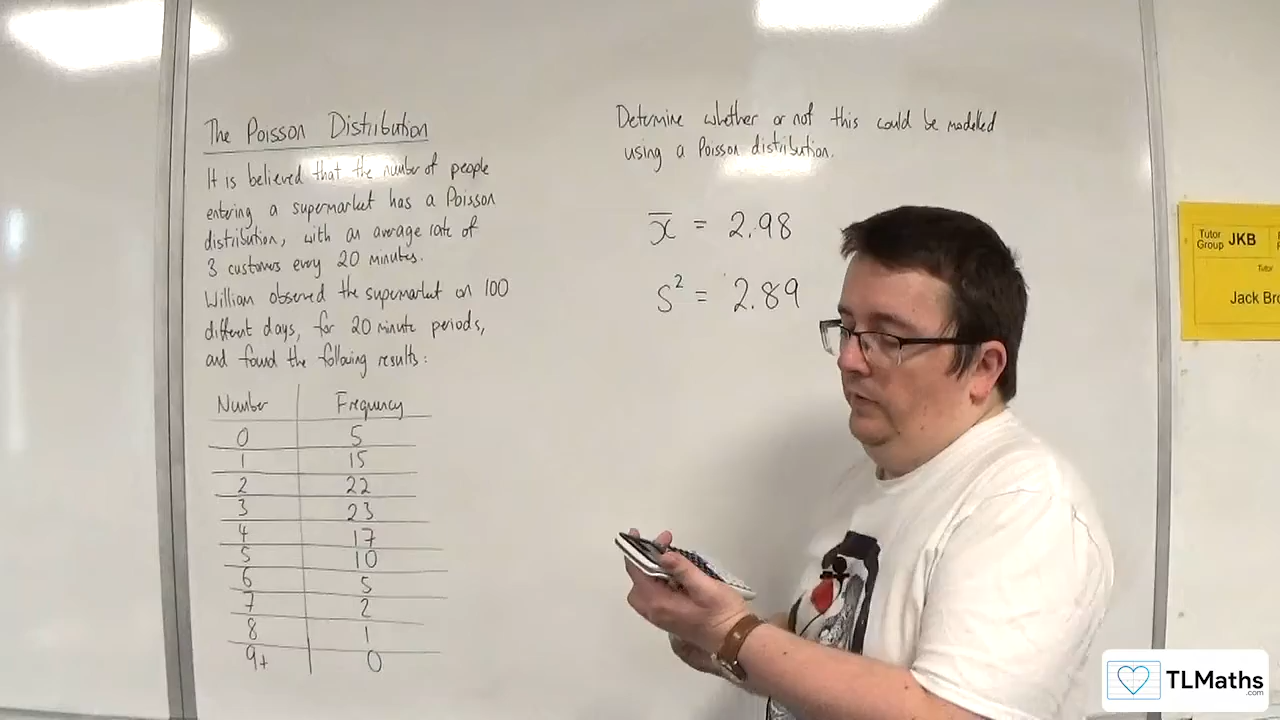 The Poisson Distribution
It is believed that the number of people
entering a supermarket has a Poisson
distribution, with an average rate of
3 customers every 20 minutes.
William observed the supermarket on 100
different days, for 20 minute periods,
and found the following results:
Number Frequency
0 5
1 15
2 22
3 23
4 17
5 10
6 5
7 2
8 1
9+ 0
Determine whether or not this could be modelled
using a Poisson distribution.
x̄ = 2.98
S² = 2.89
Tutor
Group JKB
Tutor
Jack
TLMaths
.com